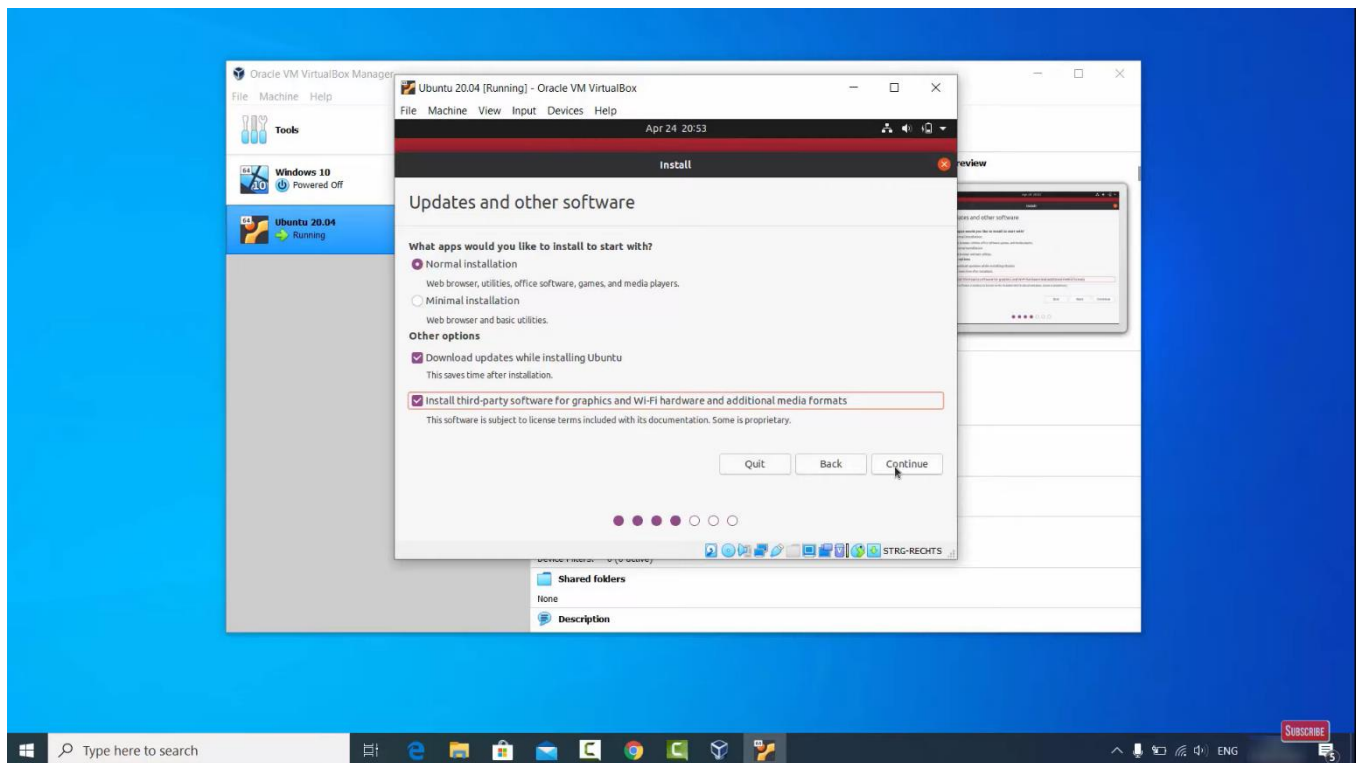 Oracle VM VirtualBox Manager
File Machine Help
Tools
Windows 10
Powered Off
Ubuntu 20.04
Running
Ubuntu 20.04 [Running] - Oracle VM VirtualBox
File Machine View Input Devices Help
Apr 24 20:53
Install
Updates and other software
What apps would you like to install to start with?
Normal installation
Web browser, utilities, office software, games, and media players.
Minimal installation
Web browser and basic utilities.
Other options
Download updates while installing Ubuntu
This saves time after installation.
Install third-party software for graphics and Wi-Fi hardware and additional media formats
This software is subject to license terms included with its documentation. Some is proprietary.
Quit Back Continue
STRG-RECHTS
review
Shared folders
None
Description
SUBSCRIBE
Type here to search
ENG
5